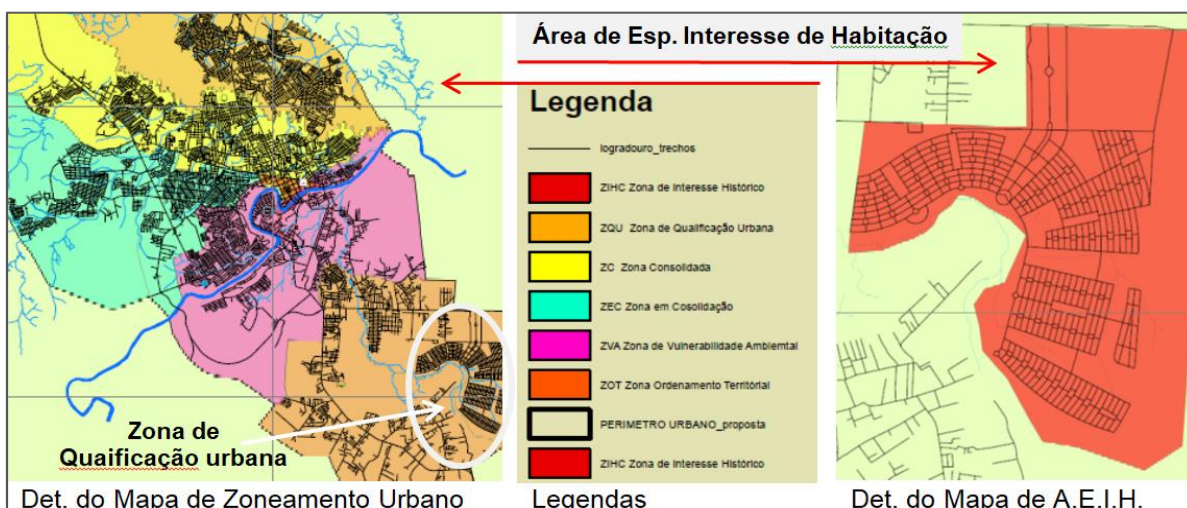 Área de Esp. Interesse de Habitação
Legenda
logradouro_trechos
ZIHC Zona de Interesse Histórico
ZQU Zona de Qualificação Urbana
ZC Zona Consolidada
ZEC Zona em Cosolidação
ZVA Zona de Vulnerabilidade Ambiemtal
ZOT Zona Ordenamento Territórial
PERIMETRO URBANO_proposta
ZIHC Zona de Interesse Histórico
Zona de
Quaificação urbana
Det. do Mapa de Zoneamento Urbano
Legendas
Det. do Mapa de A.E.I.H.